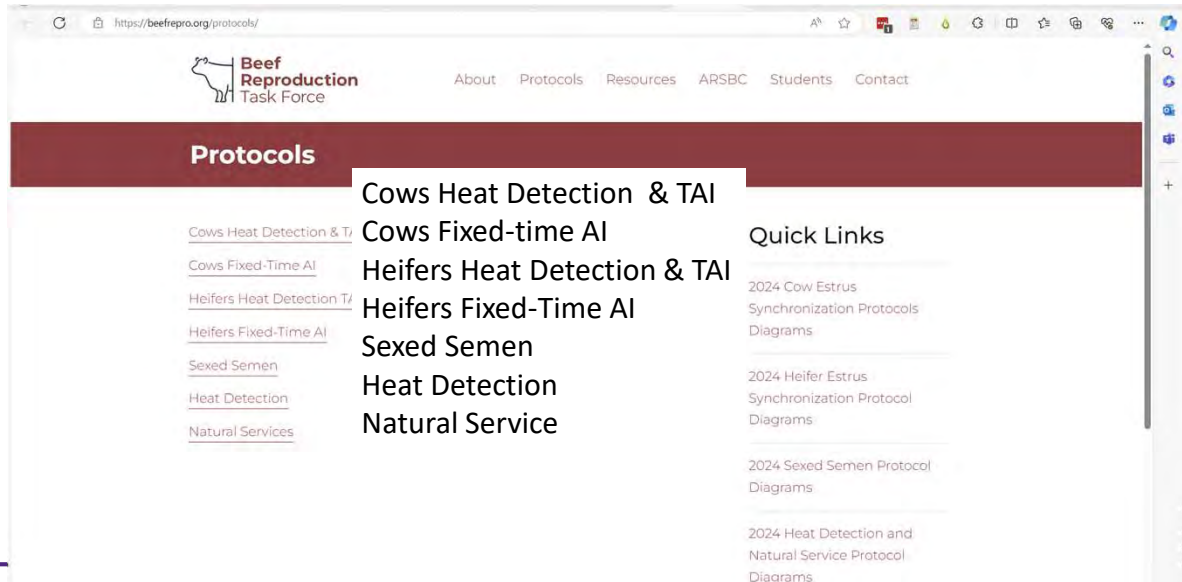 https://beefrepro.org/protocols/
Beef
Reproduction
Task Force
About Protocols Resources ARSBC Students Contact
Protocols
Cows Heat Detection & TAI
Cows Fixed-time AI
Heifers Heat Detection & TAI
Heifers Fixed-Time AI
Sexed Semen
Heat Detection
Natural Service
Cows Heat Detection & TA
Cows Fixed-Time AI
Heifers Heat Detection TA
Heifers Fixed-Time AI
Sexed Semen
Heat Detection
Natural Services
Quick Links
2024 Cow Estrus
Synchronization Protocols
Diagrams
2024 Heifer Estrus
Synchronization Protocol
Diagrams
2024 Sexed Semen Protocol
Diagrams
2024 Heat Detection and
Natural Service Protocol
Diagrams